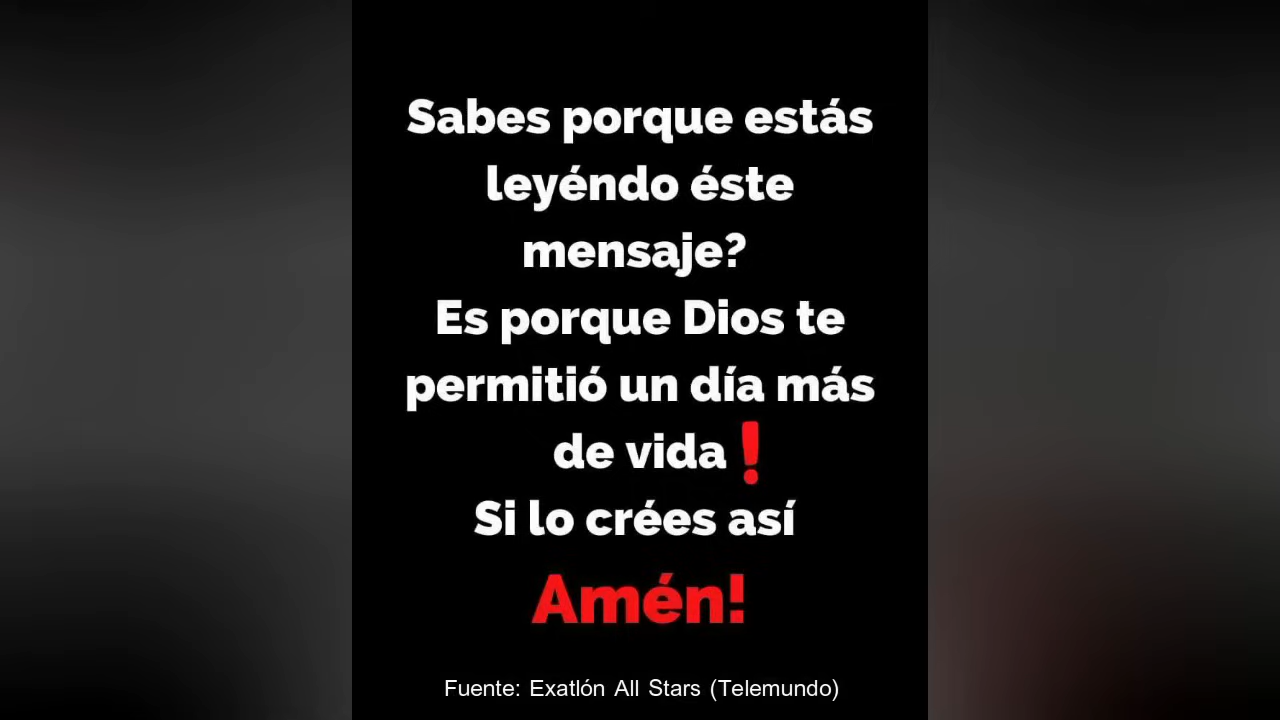 Sabes porque estás
leyéndo éste
mensaje?
Es porque Dios te
permitió un día más
de vida❗
Si lo crées así
Amén!
Fuente: Exatlón All Stars (Telemundo)